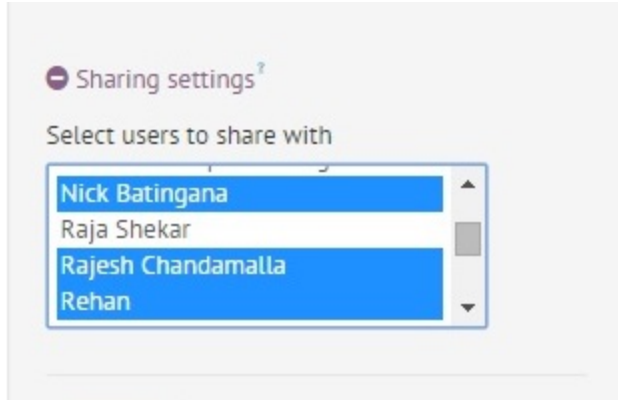 Sharing settings?
Select users to share with
Nick Batingana
Raja Shekar
Rajesh Chandamalla
Rehan